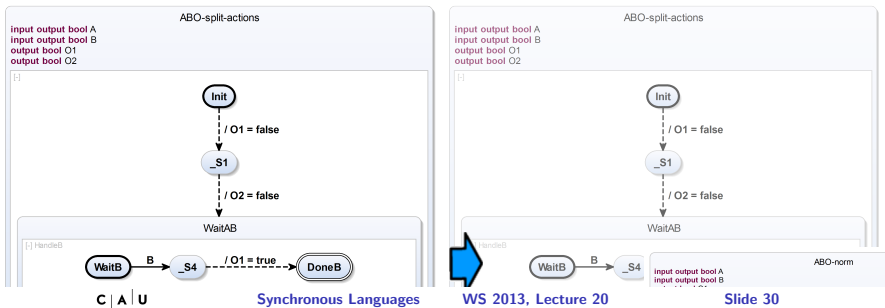 ABO-split-actions
input output bool A
input output bool B
output bool O1
output bool O2
[-]
Init
/ O1 = false
_S1
/ O2 = false
WaitAB
[-] HandleB
WaitB
B
_S4
/ O1 = true
DoneB
ABO-split-actions
input output bool A
input output bool B
output bool O1
output bool O2
[-]
Init
/ O1 = false
_S1
/ O2 = false
WaitAB
HandleB
WaitB
B
_S4
ABO-norm
input output bool A
input output bool B
C A U
Synchronous Languages
WS 2013, Lecture 20
Slide 30